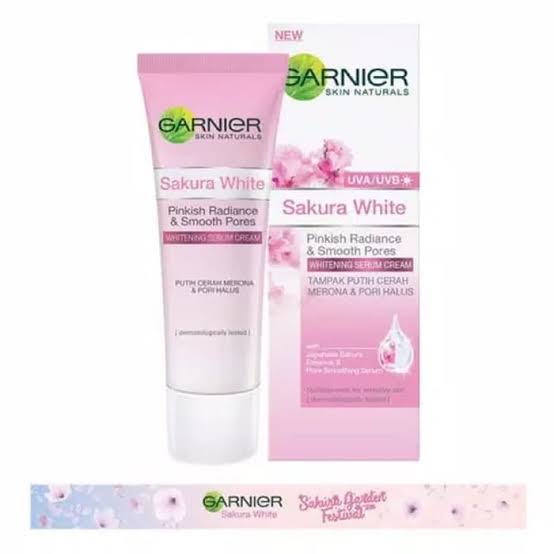 GARNIER
SKIN NATURALS
Sakura White
Pinkish Radiance
& Smooth Pores
WHITENING SERUM CREAM
PUTIH CERAH MERONA
& PORI HALUS
[ dermatologically tested ]
NEW
GARNIER
SKIN NATURALS
UVA/UVB
Sakura White
Pinkish Radiance
& Smooth Pores
WHITENING SERUM CREAM
TAMPAK PUTIH CERAH
MERONA & PORI HALUS
with
Japanese Sakura
Essence &
Pore Smoothing Serum
[ dermatologically tested ]
GARNIER
Sakura White
Sakura Garden
Festival